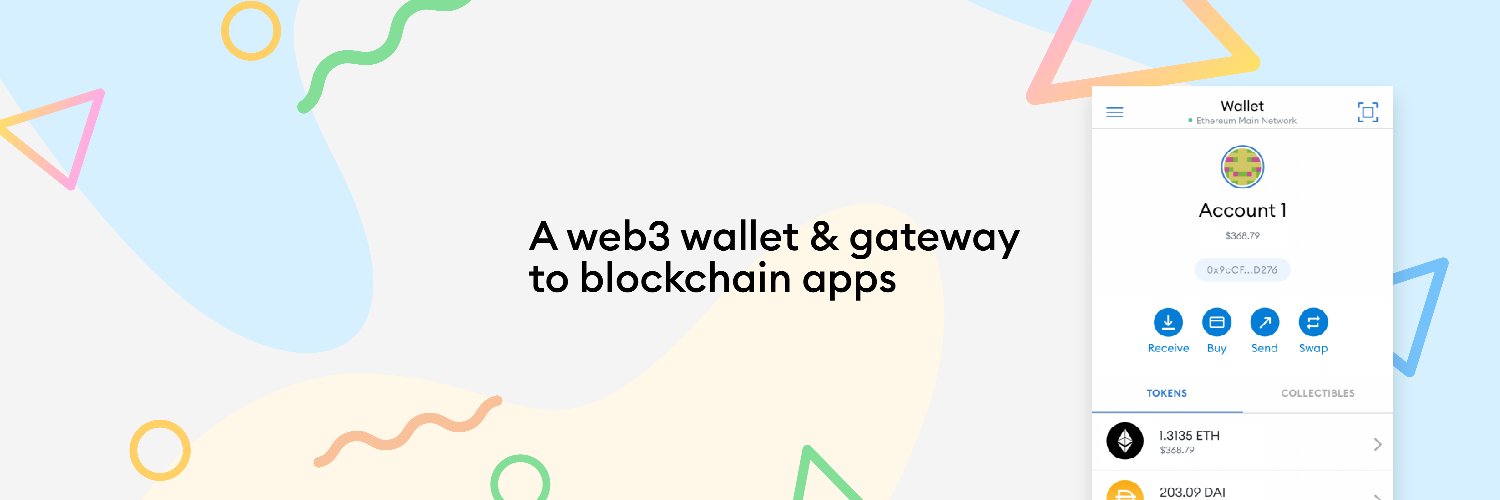 A web3 wallet & gateway
to blockchain apps
Wallet
Ethereum Main Network
Account 1
$368.79
0x9cCF...D276
Receive Buy Send Swap
TOKENS COLLECTIBLES
1.3135 ETH
$368.79
203.09 DAI